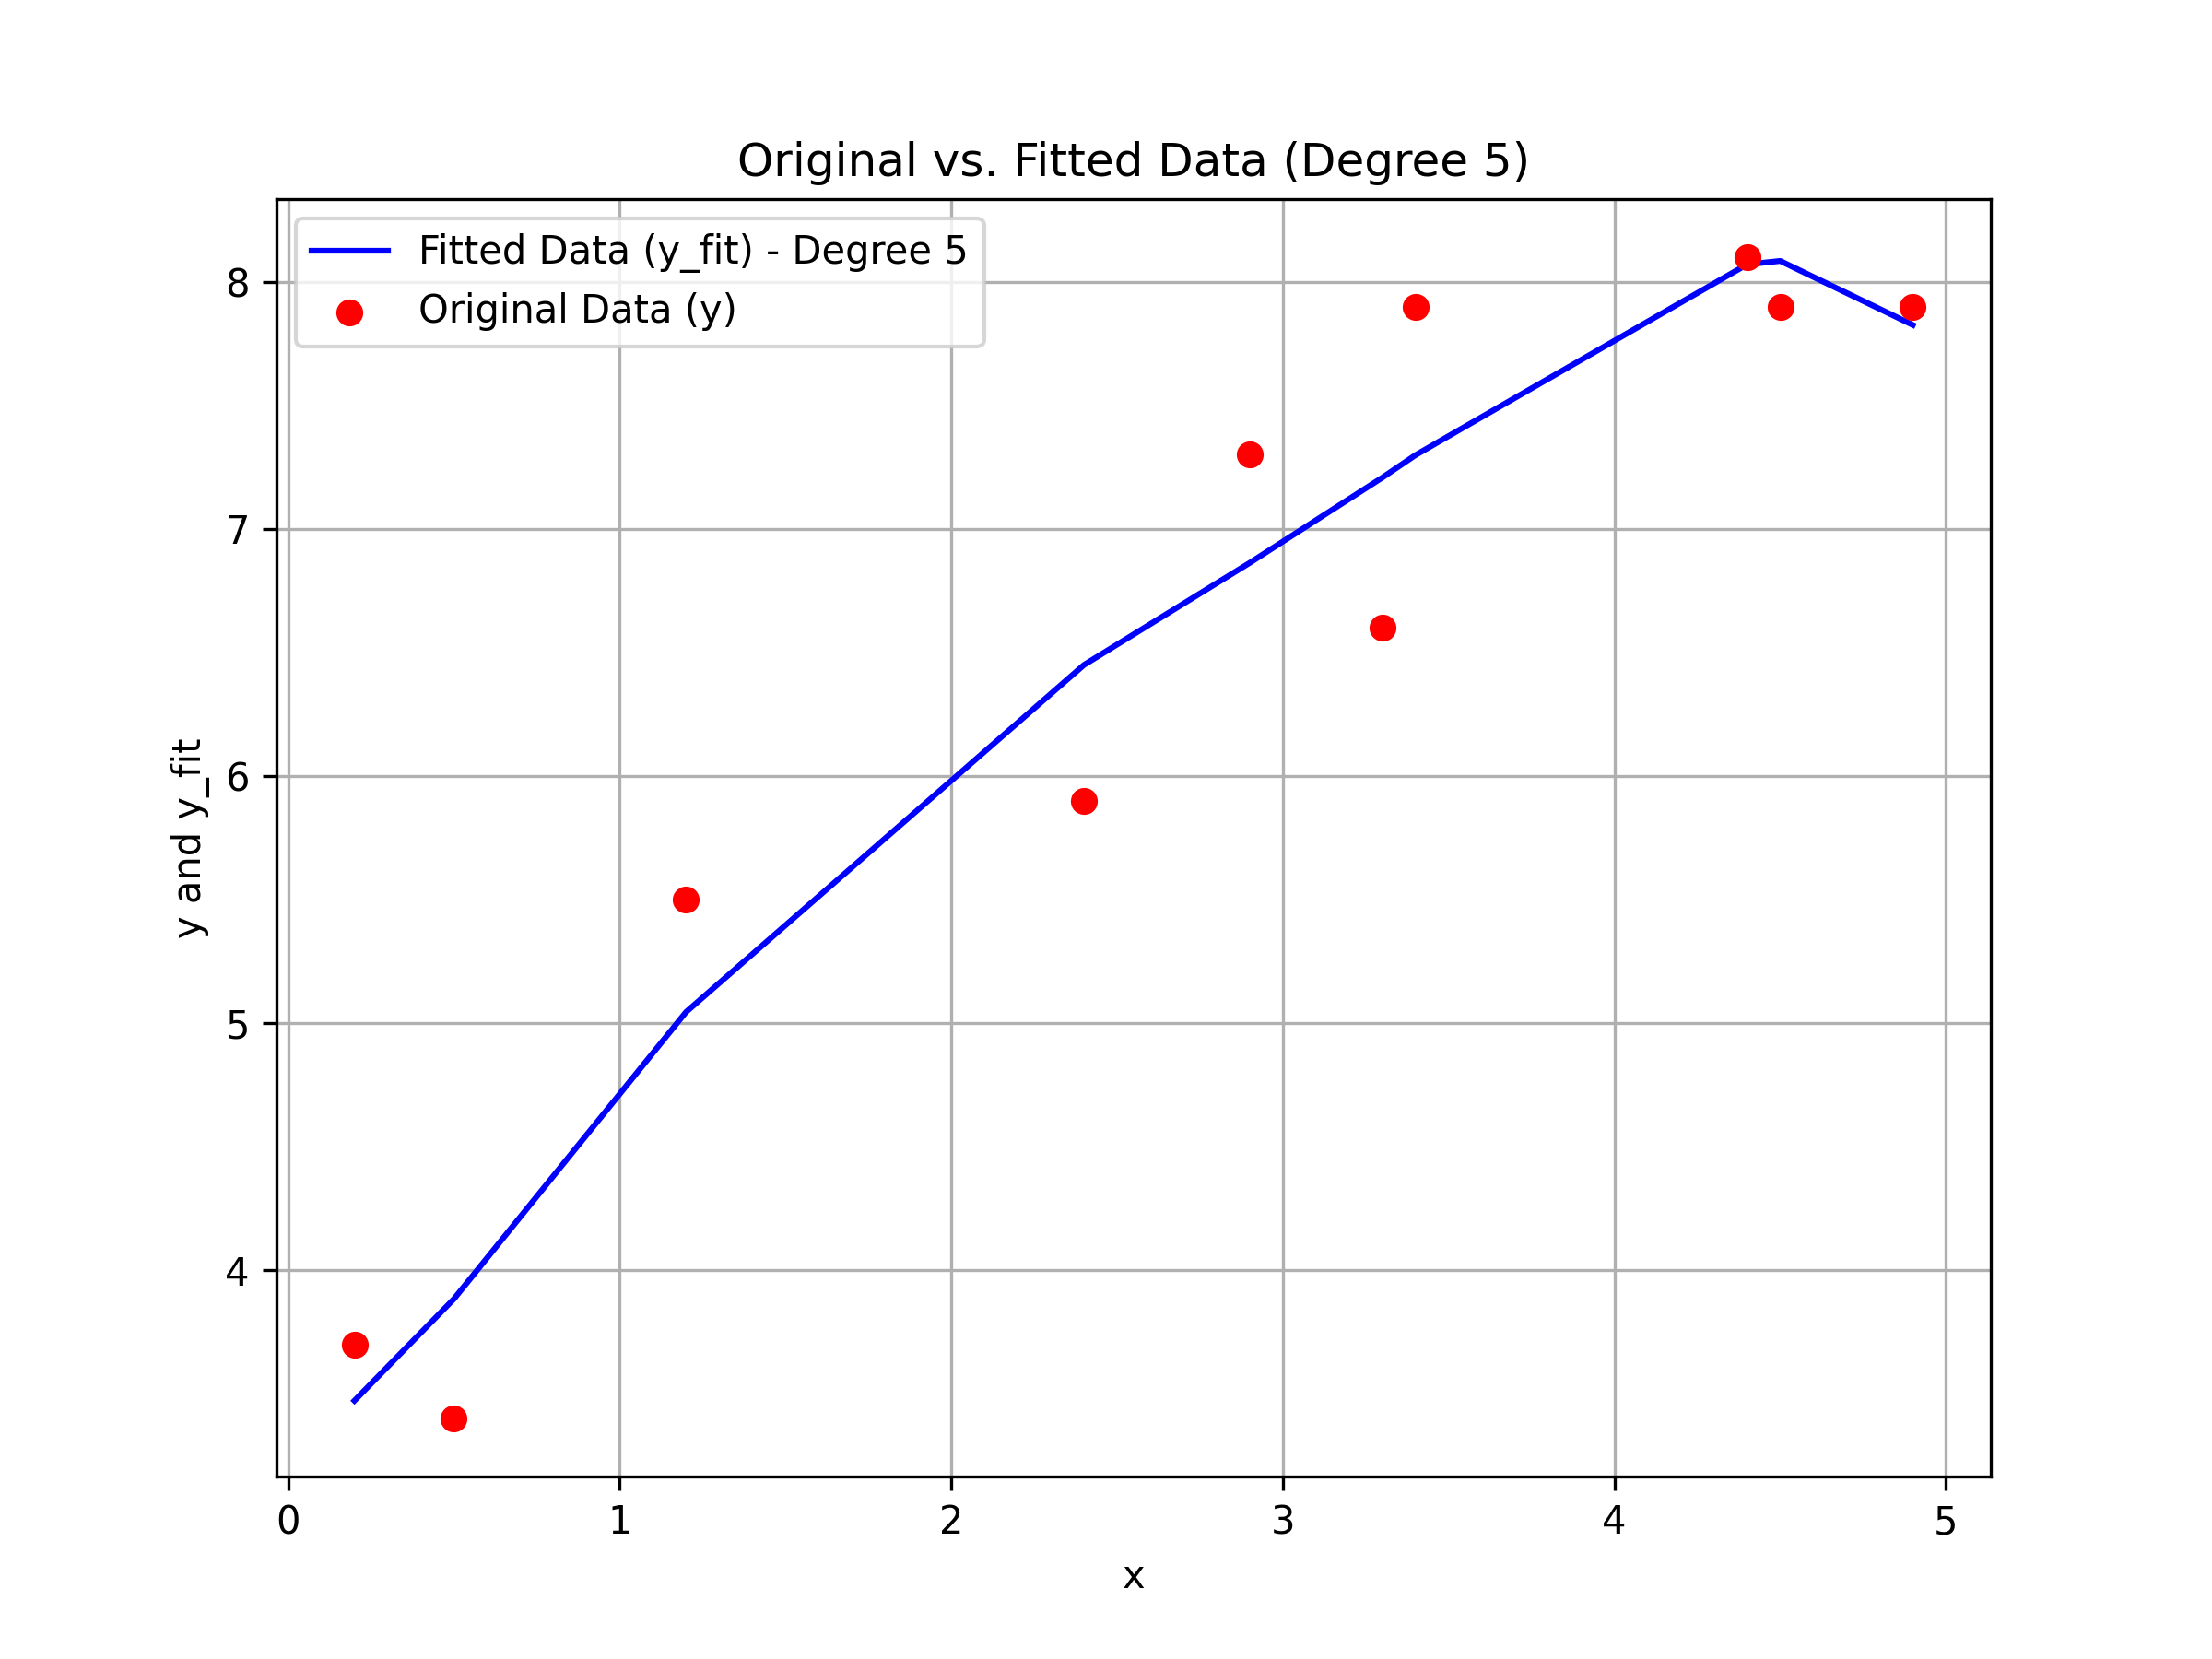 Original vs. Fitted Data (Degree 5)
Fitted Data (y_fit) - Degree 5
Original Data (y)
8
7
6
5
4
y and y_fit
0 1 2 3 4 5
x